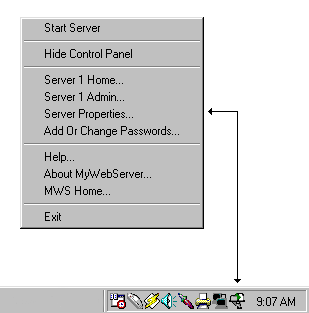 Start Server
Hide Control Panel
Server 1 Home...
Server 1 Admin...
Server Properties...
Add Or Change Passwords...
Help...
About MyWebServer...
MWS Home...
Exit
9:07 AM